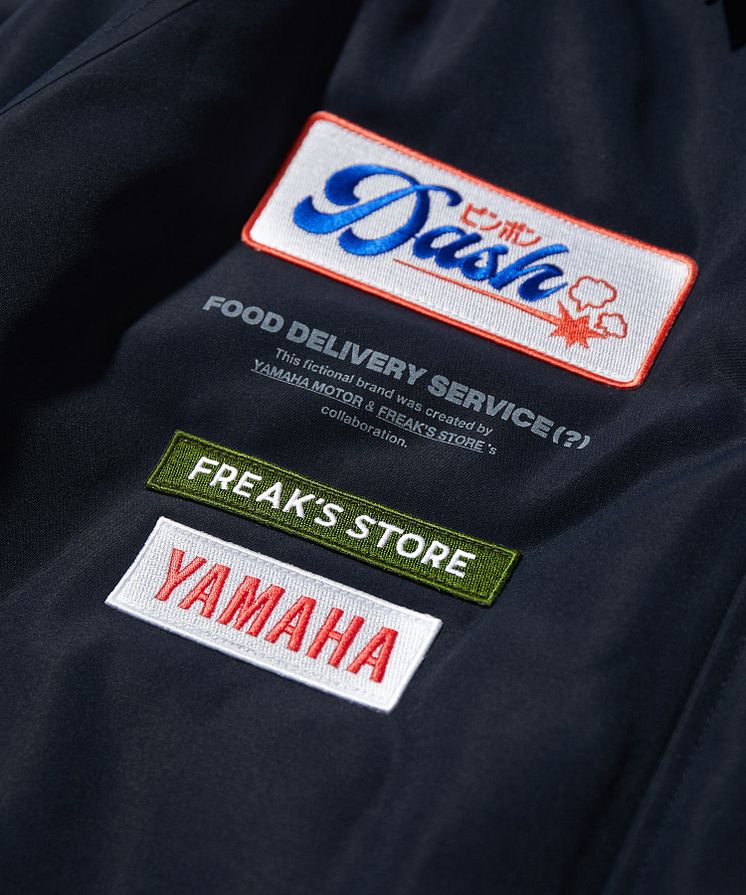 ピンポン
Dash
FOOD DELIVERY SERVICE(?)
This fictional brand was created by
YAMAHA MOTOR & FREAK'S STORE's
collaboration.
FREAK'S STORE
YAMAHA